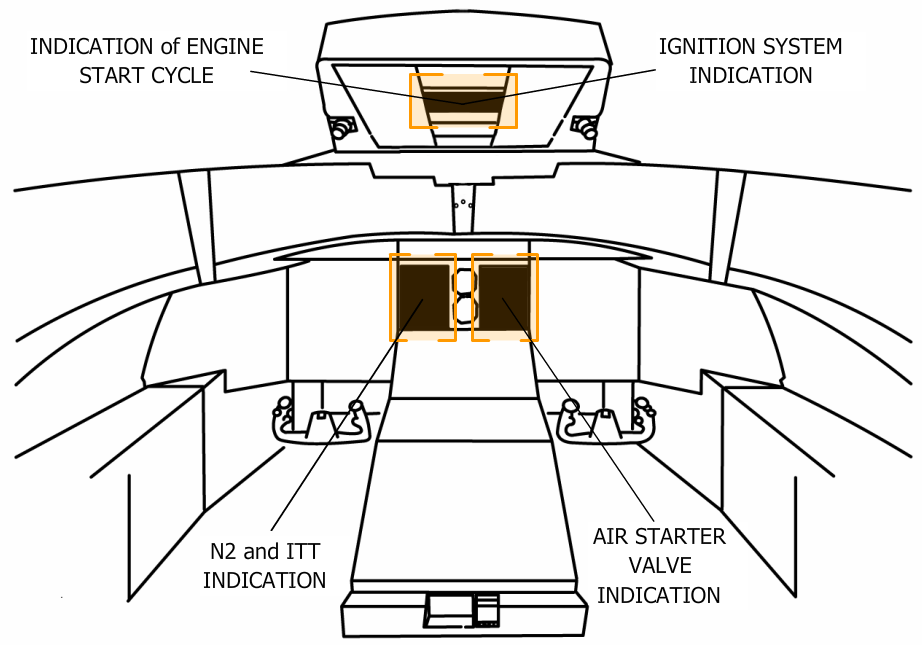 INDICATION of ENGINE
START CYCLE
IGNITION SYSTEM
INDICATION
N2 and ITT
INDICATION
AIR STARTER
VALVE
INDICATION